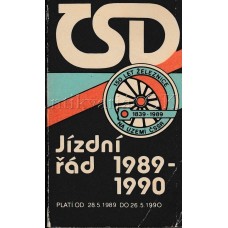 ČSD
150 LET ŽELEZNIC
1839-1989
NA ÚZEMÍ ČSSR
Jízdní
řád 1989-
1990
PLATÍ OD 28.5.1989 DO 26.5.1990